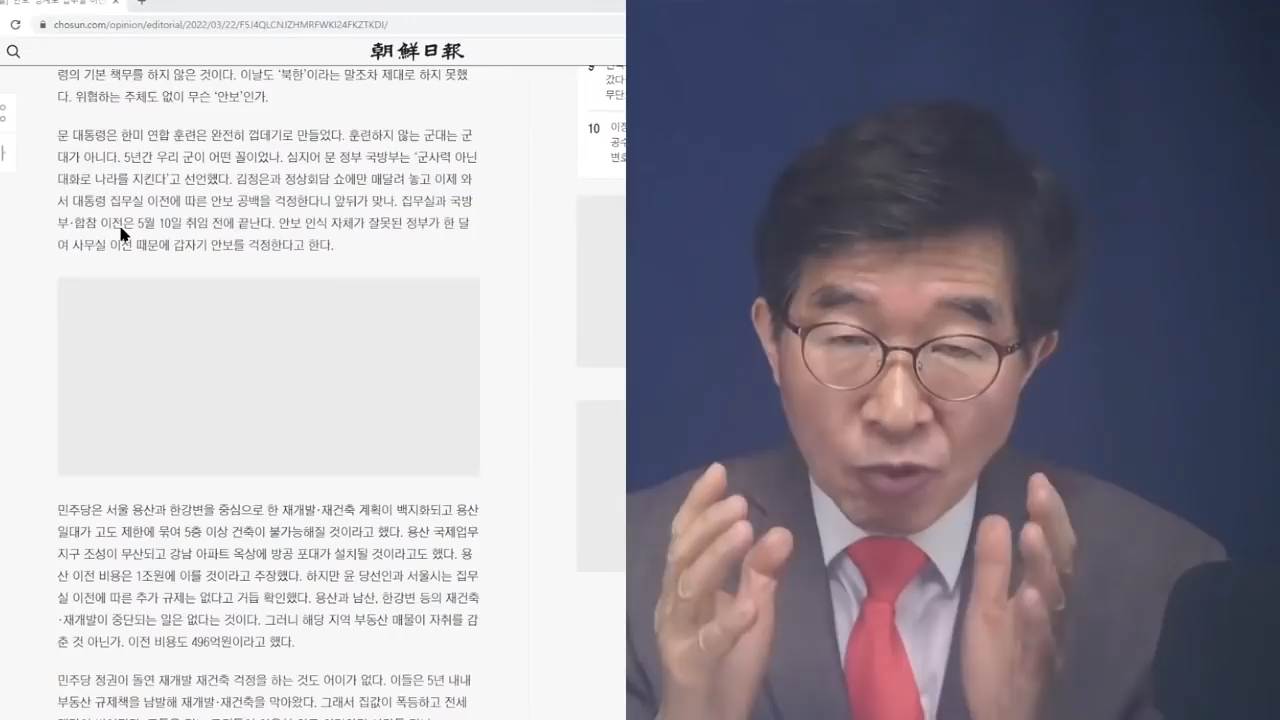 chosun.com/opinion/editorial/2022/03/22/F5J4QLCNJZHMRFWKI24FKZTKDI/
朝鮮日報
령의 기본 책무를 하지 않은 것이다. 이날도 ‘북한’이라는 말조차 제대로 하지 못했
다. 위협하는 주체도 없이 무슨 ‘안보’인가.
문 대통령은 한미 연합 훈련은 완전히 껍데기로 만들었다. 훈련하지 않는 군대는 군
대가 아니다. 5년간 우리 군이 어떤 꼴이었나. 심지어 문 정부 국방부는 ‘군사력 아닌
대화로 나라를 지킨다’고 선언했다. 김정은과 정상회담 쇼에만 매달려 놓고 이제 와
서 대통령 집무실 이전에 따른 안보 공백을 걱정한다니 앞뒤가 맞나. 집무실과 국방
부·합참 이전은 5월 10일 취임 전에 끝난다. 안보 인식 자체가 잘못된 정부가 한 달
여 사무실 이전 때문에 갑자기 안보를 걱정한다고 한다.
민주당은 서울 용산과 한강변을 중심으로 한 재개발·재건축 계획이 백지화되고 용산
일대가 고도 제한에 묶여 5층 이상 건축이 불가능해질 것이라고 했다. 용산 국제업무
지구 조성이 무산되고 강남 아파트 옥상에 방공 포대가 설치될 것이라고도 했다. 용
산 이전 비용은 1조원에 이를 것이라고 주장했다. 하지만 윤 당선인과 서울시는 집무
실 이전에 따른 추가 규제는 없다고 거듭 확인했다. 용산과 남산, 한강변 등의 재건축
·재개발이 중단되는 일은 없다는 것이다. 그러니 해당 지역 부동산 매물이 자취를 감
춘 것 아닌가. 이전 비용도 496억원이라고 했다.
민주당 정권이 돌연 재개발 재건축 걱정을 하는 것도 어이가 없다. 이들은 5년 내내
부동산 규제책을 남발해 재개발·재건축을 막아왔다. 그래서 집값이 폭등하고 전세
9
갔다
무단
10
이정
공수
변호